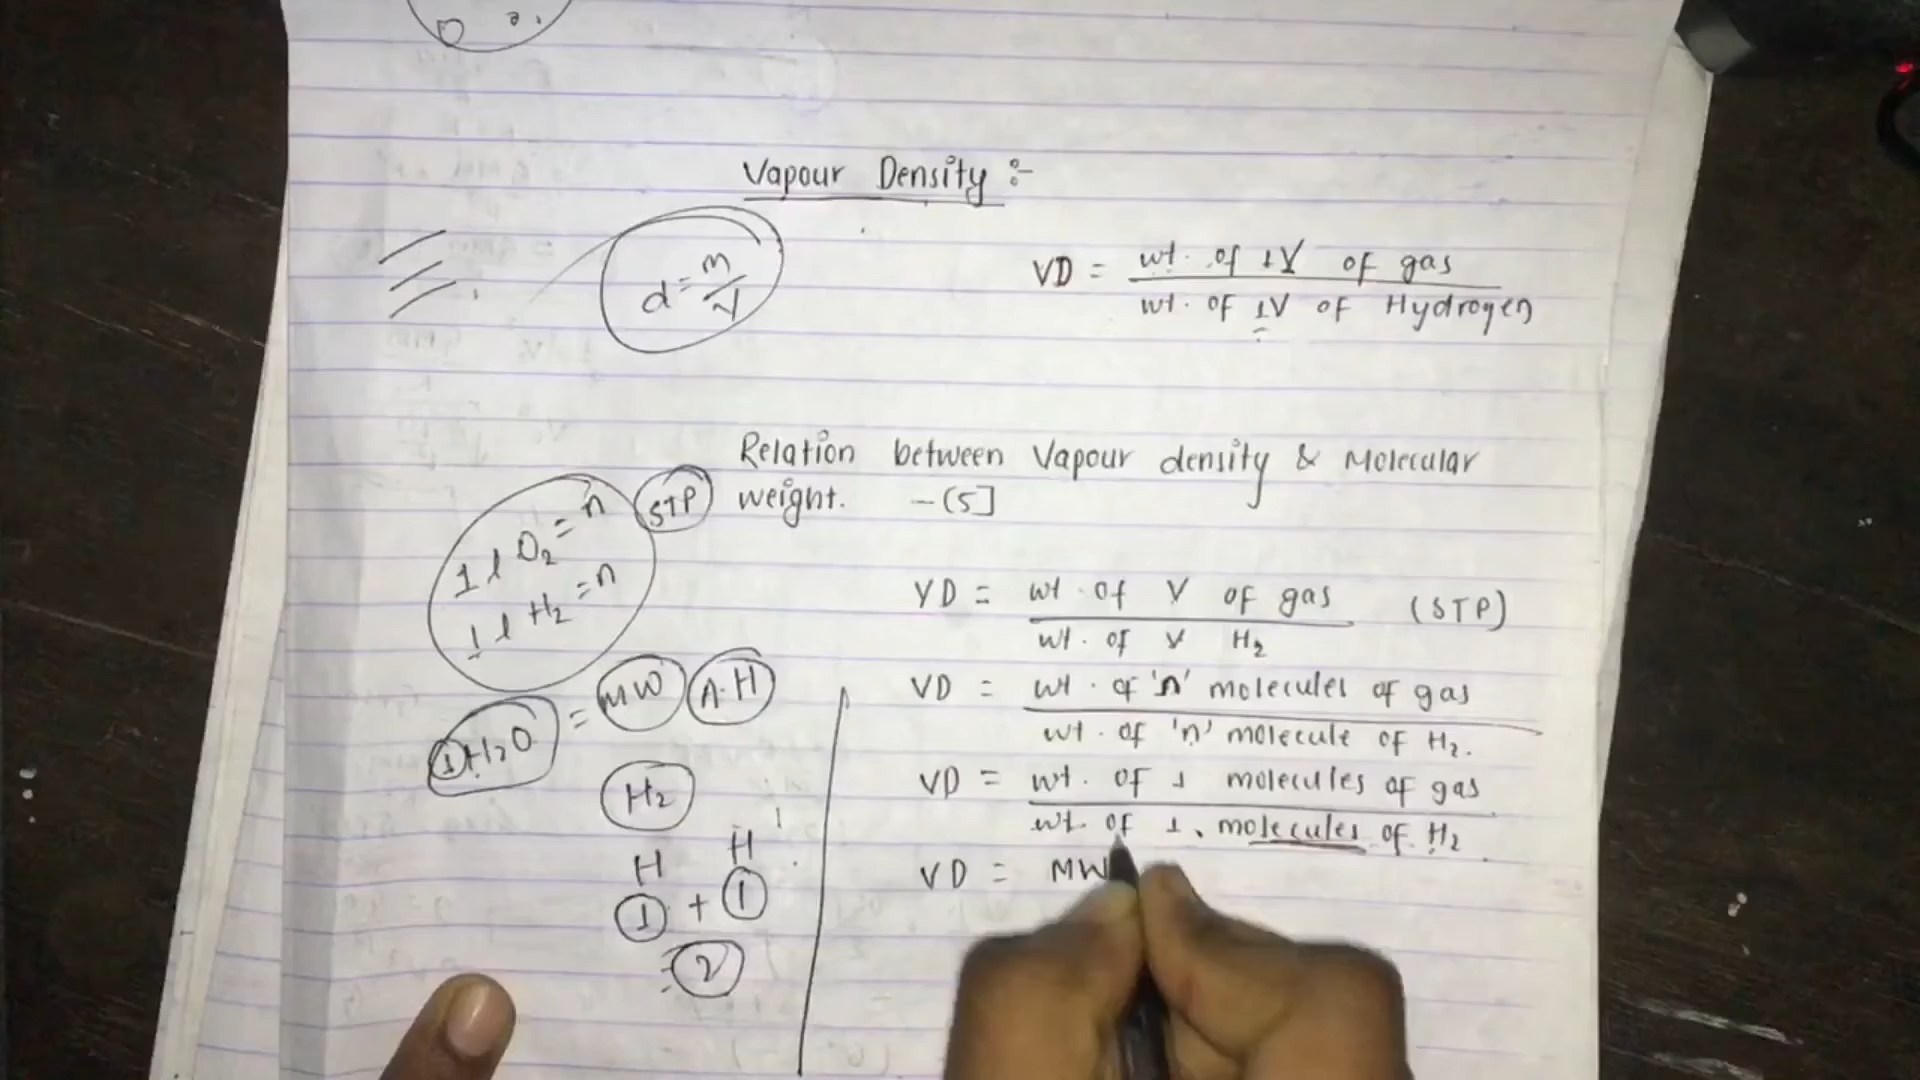 Vapour Density :-
d = m/V
VD = wt. of 1V of gas / wt. of 1V of Hydrogen
Relation between Vapour density & Molecular
weight. -(5]
STP
1 l O₂ = n
1 l H₂ = n
VD = wt. of V of gas / wt. of V H₂ (STP)
VD = wt. of 'n' molecules of gas / wt. of 'n' molecule of H₂.
1 H₂O = MW A.H
VD = wt. of 1 molecules of gas / wt. of 1 molecules of H₂
VD = MW
H₂
H H
1 + 1
= 2